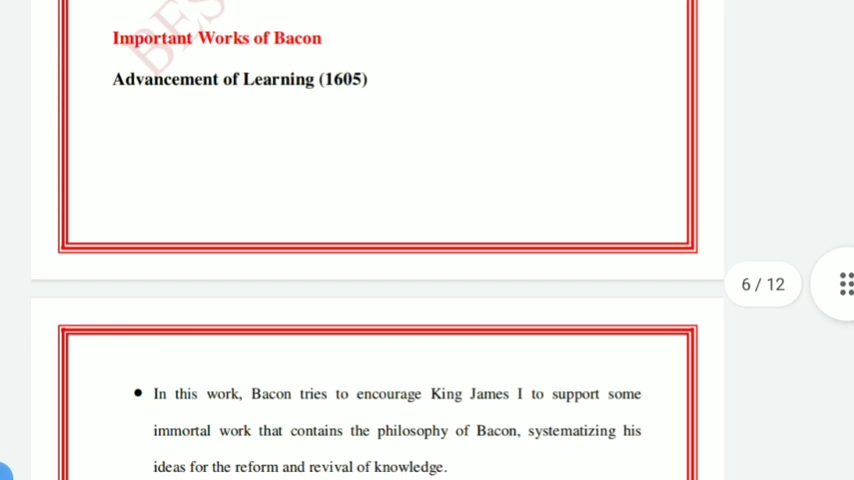 Important Works of Bacon
Advancement of Learning (1605)
6 / 12
● In this work, Bacon tries to encourage King James I to support some
immortal work that contains the philosophy of Bacon, systematizing his
ideas for the reform and revival of knowledge.